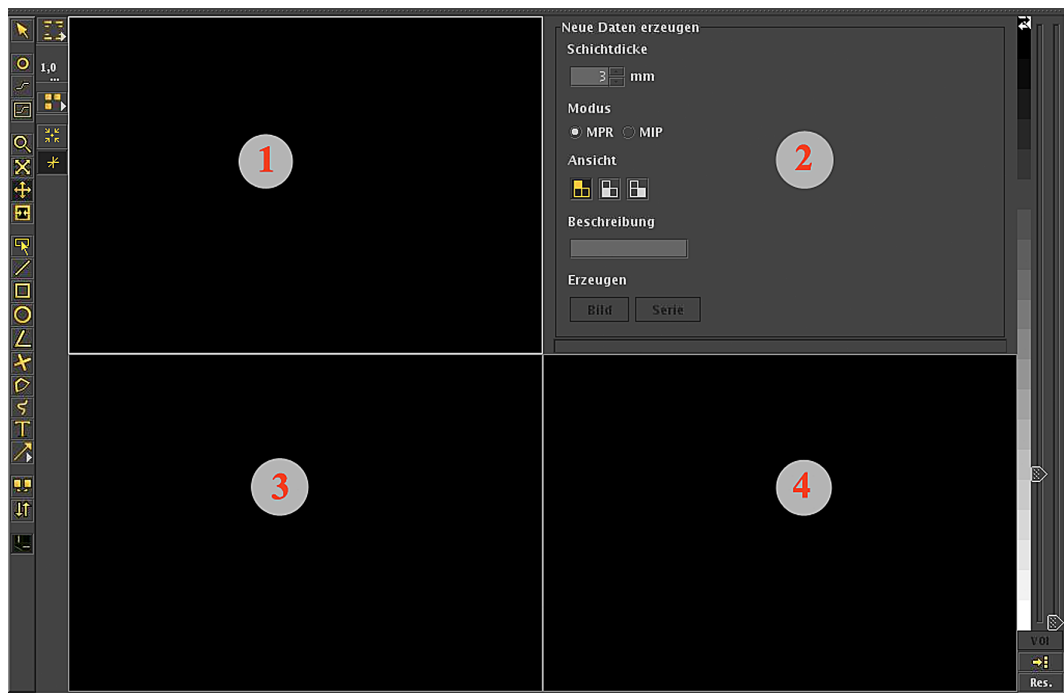 Neue Daten erzeugen
Schichtdicke
1,0
...
3 mm
Modus
MPR MIP
1
2
Ansicht
Beschreibung
Erzeugen
Bild Serie
3
4
VOI
Res.